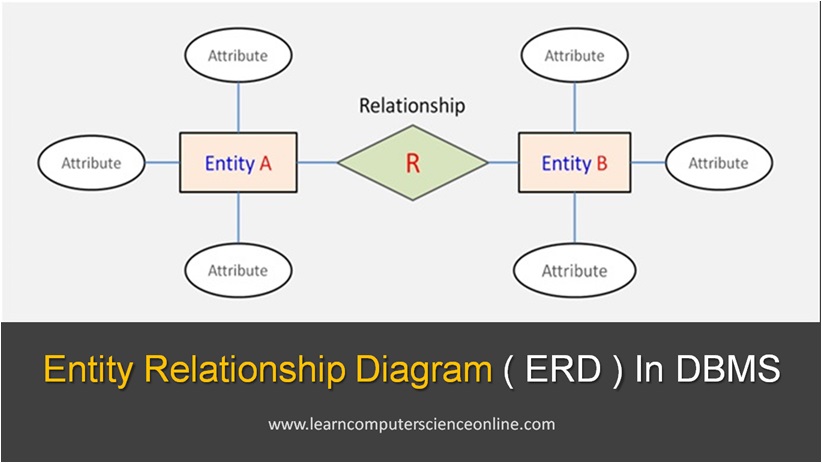 Attribute
Attribute
Relationship
Attribute
Entity A
R
Entity B
Attribute
Attribute
Attribute
Entity Relationship Diagram ( ERD ) In DBMS
www.learncomputerscienceonline.com